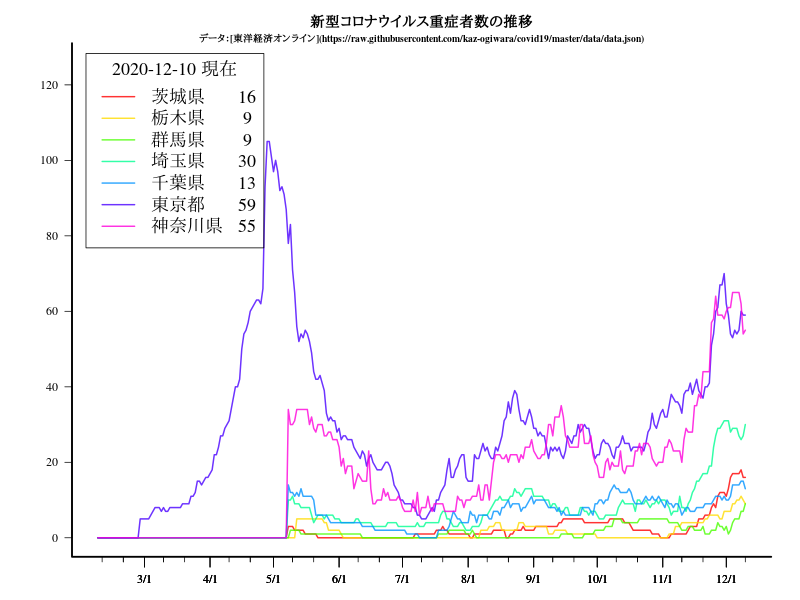 新型コロナウイルス重症者数の推移
データ:[東洋経済オンライン](https://raw.githubusercontent.com/kaz-ogiwara/covid19/master/data/data.json)
2020-12-10 現在
茨城県 16
栃木県 9
群馬県 9
埼玉県 30
千葉県 13
東京都 59
神奈川県 55
120
100
80
60
40
20
0
3/1 4/1 5/1 6/1 7/1 8/1 9/1 10/1 11/1 12/1